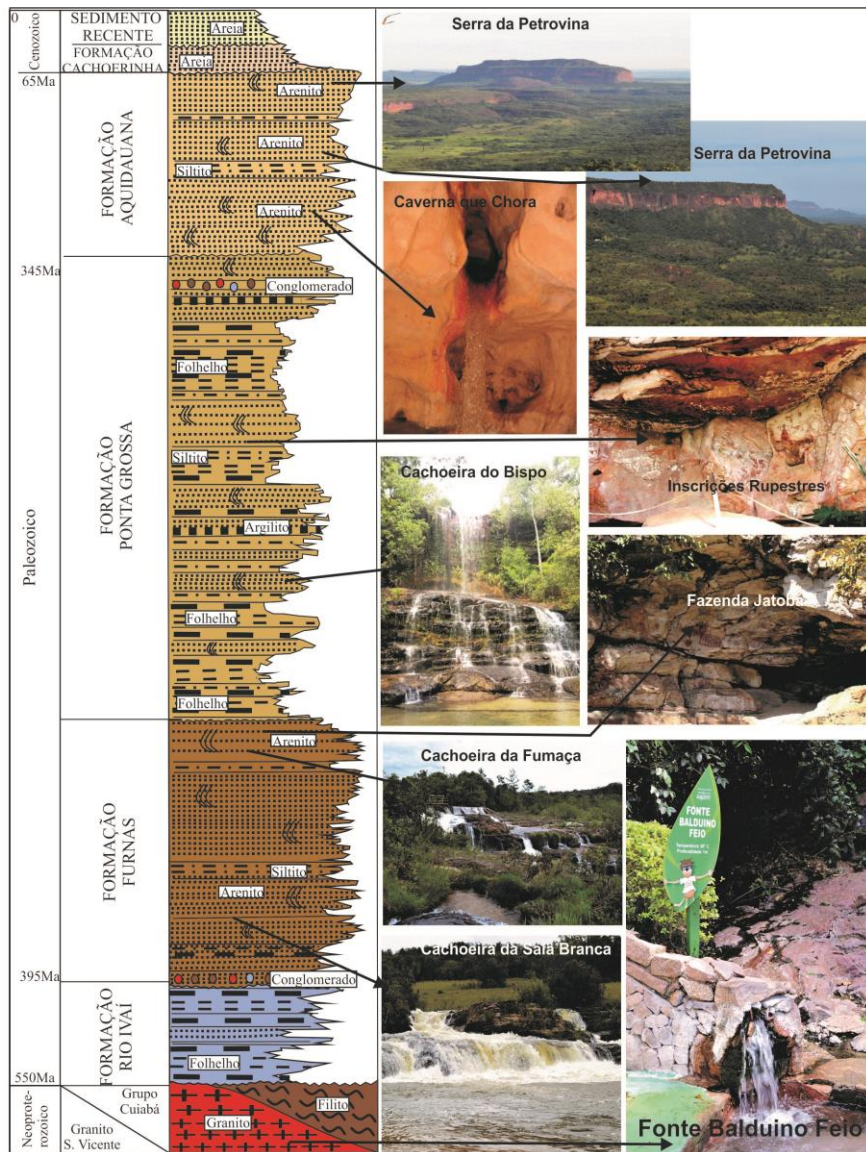 0
Cenozoico
SEDIMENTO
RECENTE
FORMAÇÃO
CACHOEIRINHA
Areia
Areia
65Ma
FORMAÇÃO
AQUIDAUANA
Arenito
Arenito
Siltito
Arenito
345Ma
Paleozoico
FORMAÇÃO
PONTA GROSSA
Conglomerado
Folhelho
Siltito
Argilito
Folhelho
Folhelho
FORMAÇÃO
FURNAS
Arenito
Siltito
Arenito
Conglomerado
395Ma
FORMAÇÃO
RIO IVAÍ
Folhelho
550Ma
Neoprote-
rozoico
Grupo
Cuiabá
Granito
S. Vicente
Filito
Granito
Serra da Petrovina
Serra da Petrovina
Caverna que Chora
Inscrições Rupestres
Cachoeira do Bispo
Fazenda Jatobá
Cachoeira da Fumaça
Cachoeira da Saia Branca
FONTE
BALDUINO
FEIO
Fonte Balduino Feio